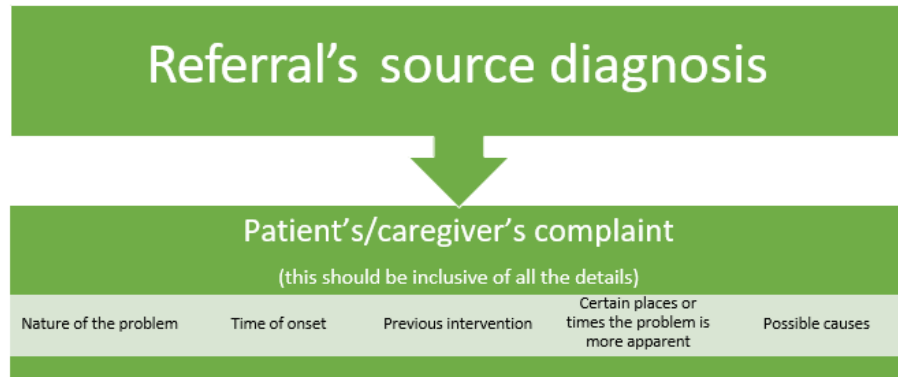 Referral's source diagnosis
Patient's/caregiver's complaint
(this should be inclusive of all the details)
Nature of the problem
Time of onset
Previous intervention
Certain places or
times the problem is
more apparent
Possible causes